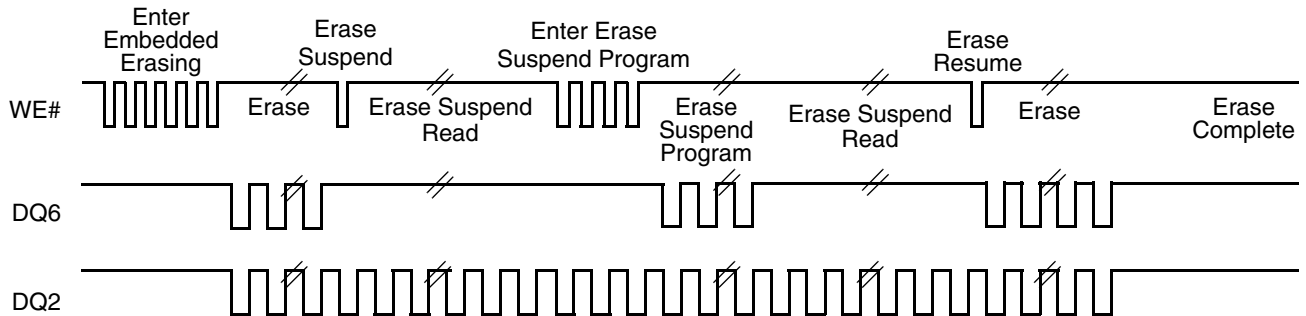 Enter
Embedded
Erasing
Erase
Suspend
Enter Erase
Suspend Program
Erase
Resume
WE#
Erase
Erase Suspend
Read
Erase
Suspend
Program
Erase Suspend
Read
Erase
Erase
Complete
DQ6
DQ2